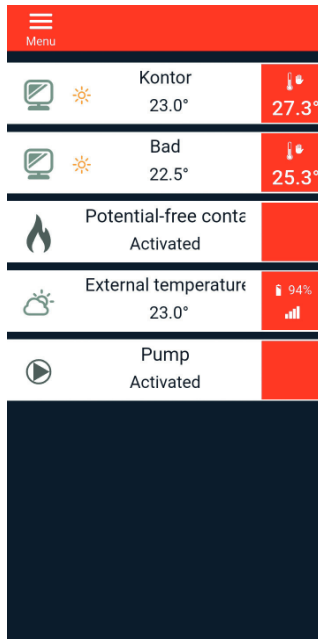 Menu
Kontor
23.0°
27.3°
Bad
22.5°
25.3°
Potential-free conta
Activated
External temperature
23.0°
94%
Pump
Activated